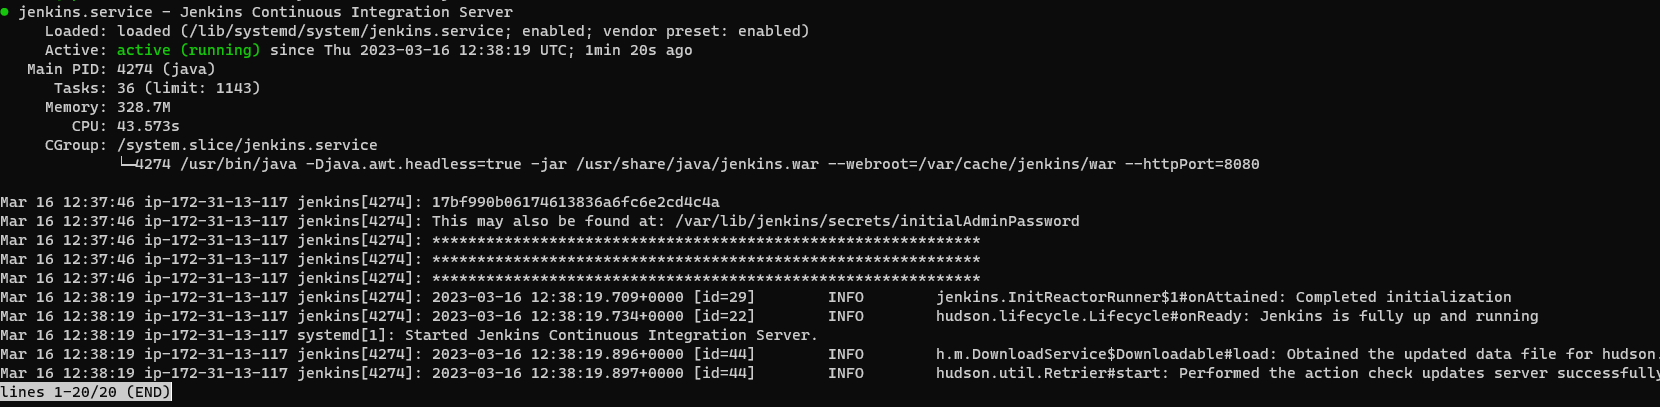 ● jenkins.service - Jenkins Continuous Integration Server
     Loaded: loaded (/lib/systemd/system/jenkins.service; enabled; vendor preset: enabled)
     Active: active (running) since Thu 2023-03-16 12:38:19 UTC; 1min 20s ago
   Main PID: 4274 (java)
      Tasks: 36 (limit: 1143)
     Memory: 328.7M
        CPU: 43.573s
     CGroup: /system.slice/jenkins.service
             └─4274 /usr/bin/java -Djava.awt.headless=true -jar /usr/share/java/jenkins.war --webroot=/var/cache/jenkins/war --httpPort=8080

Mar 16 12:37:46 ip-172-31-13-117 jenkins[4274]: 17bf990b06174613836a6fc6e2cd4c4a
Mar 16 12:37:46 ip-172-31-13-117 jenkins[4274]: This may also be found at: /var/lib/jenkins/secrets/initialAdminPassword
Mar 16 12:37:46 ip-172-31-13-117 jenkins[4274]: *************************************************************
Mar 16 12:37:46 ip-172-31-13-117 jenkins[4274]: *************************************************************
Mar 16 12:37:46 ip-172-31-13-117 jenkins[4274]: *************************************************************
Mar 16 12:38:19 ip-172-31-13-117 jenkins[4274]: 2023-03-16 12:38:19.709+0000 [id=29]        INFO        jenkins.InitReactorRunner$1#onAttained: Completed initialization
Mar 16 12:38:19 ip-172-31-13-117 jenkins[4274]: 2023-03-16 12:38:19.734+0000 [id=22]        INFO        hudson.lifecycle.Lifecycle#onReady: Jenkins is fully up and running
Mar 16 12:38:19 ip-172-31-13-117 systemd[1]: Started Jenkins Continuous Integration Server.
Mar 16 12:38:19 ip-172-31-13-117 jenkins[4274]: 2023-03-16 12:38:19.896+0000 [id=44]        INFO        h.m.DownloadService$Downloadable#load: Obtained the updated data file for hudson.
Mar 16 12:38:19 ip-172-31-13-117 jenkins[4274]: 2023-03-16 12:38:19.897+0000 [id=44]        INFO        hudson.util.Retrier#start: Performed the action check updates server successfully
lines 1-20/20 (END)